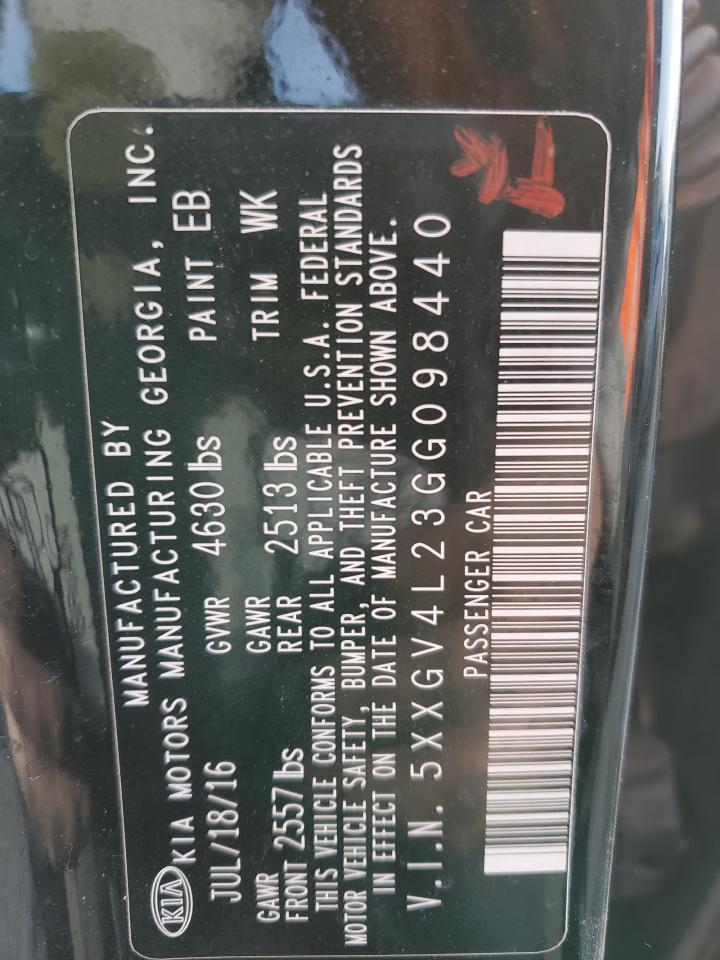 MANUFACTURED BY
KIA KIA MOTORS MANUFACTURING GEORGIA, INC.
JUL/18/16 GVWR 4630 lbs PAINT EB
GAWR FRONT 2557 lbs GAWR REAR 2513 lbs TRIM WK
THIS VEHICLE CONFORMS TO ALL APPLICABLE U.S.A. FEDERAL
MOTOR VEHICLE SAFETY, BUMPER, AND THEFT PREVENTION STANDARDS
IN EFFECT ON THE DATE OF MANUFACTURE SHOWN ABOVE.
V.I.N. 5XXGV4L23GG098440
PASSENGER CAR